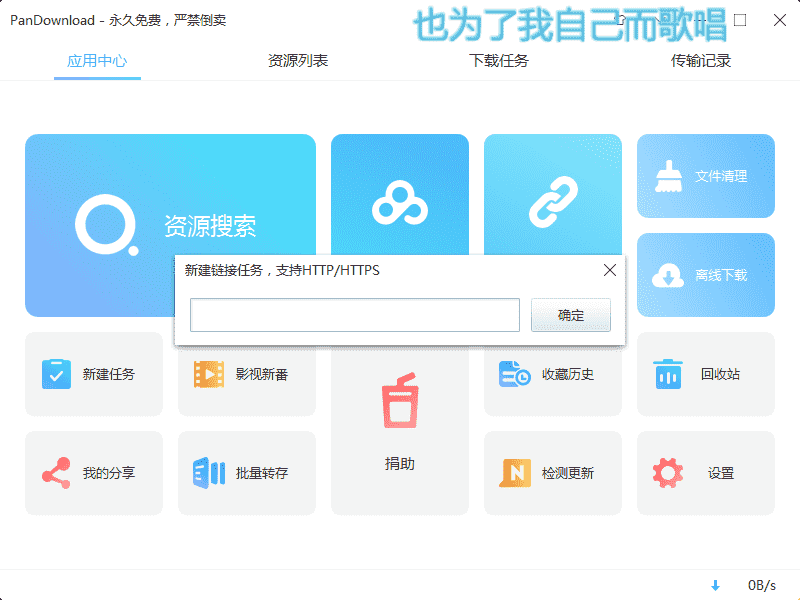 PanDownload - 永久免费，严禁倒卖
也为了我自己而歌唱
应用中心
资源列表
下载任务
传输记录
资源搜索
文件清理
离线下载
新建链接任务，支持HTTP/HTTPS
确定
新建任务
影视新番
捐助
收藏历史
回收站
我的分享
批量转存
检测更新
设置
0B/s